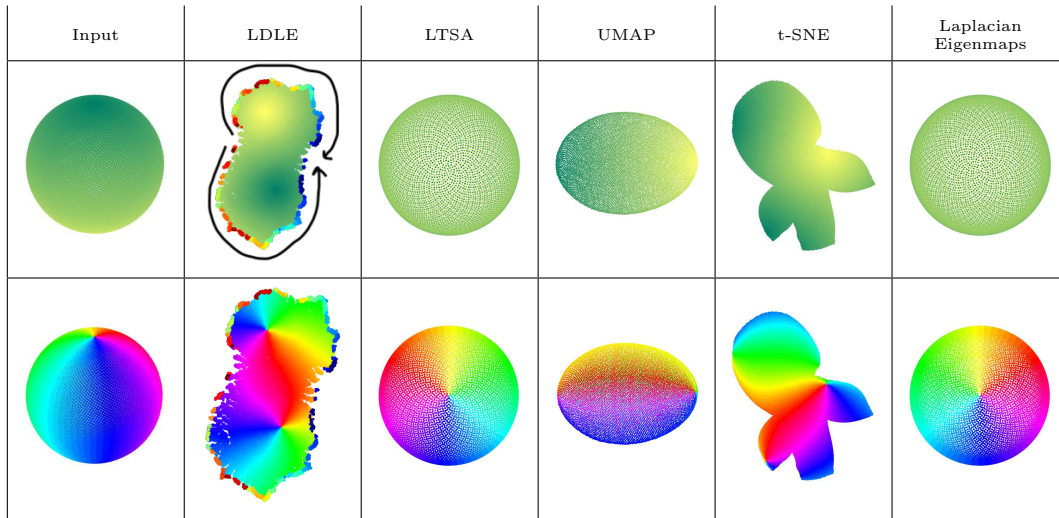 Input
LDLE
LTSA
UMAP
t-SNE
Laplacian
Eigenmaps